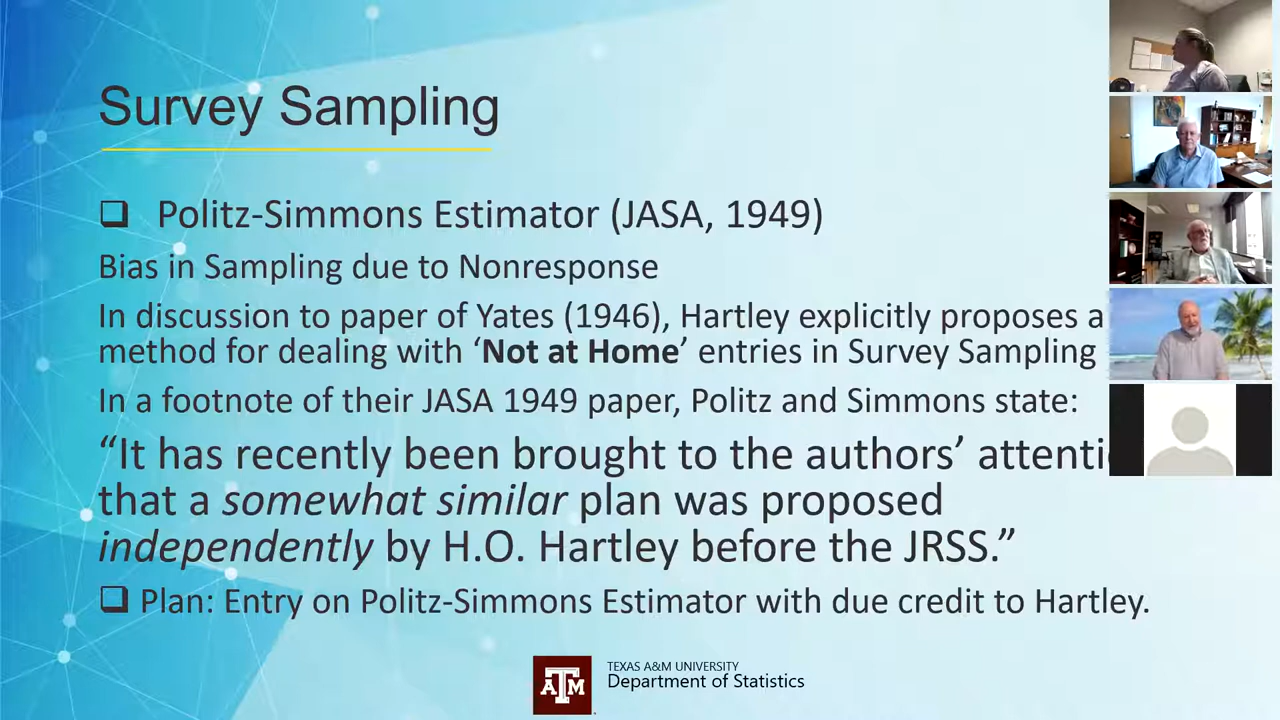 Survey Sampling
❑ Politz-Simmons Estimator (JASA, 1949)
Bias in Sampling due to Nonresponse
In discussion to paper of Yates (1946), Hartley explicitly proposes a
method for dealing with ‘Not at Home’ entries in Survey Sampling
In a footnote of their JASA 1949 paper, Politz and Simmons state:
“It has recently been brought to the authors’ attenti
that a somewhat similar plan was proposed
independently by H.O. Hartley before the JRSS.”
❑ Plan: Entry on Politz-Simmons Estimator with due credit to Hartley.
ATM
TEXAS A&M UNIVERSITY
Department of Statistics